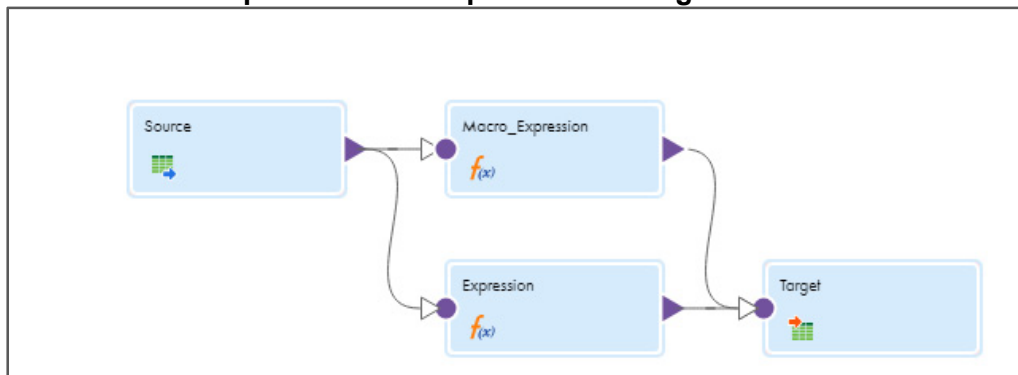 Source
Macro_Expression
f(x)
Expression
f(x)
Target